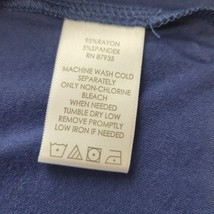 95%RAYON
5%SPANDEX
RN 87938
MACHINE WASH COLD
SEPARATELY
ONLY NON-CHLORINE
BLEACH
WHEN NEEDED
TUMBLE DRY LOW
REMOVE PROMPTLY
LOW IRON IF NEEDED